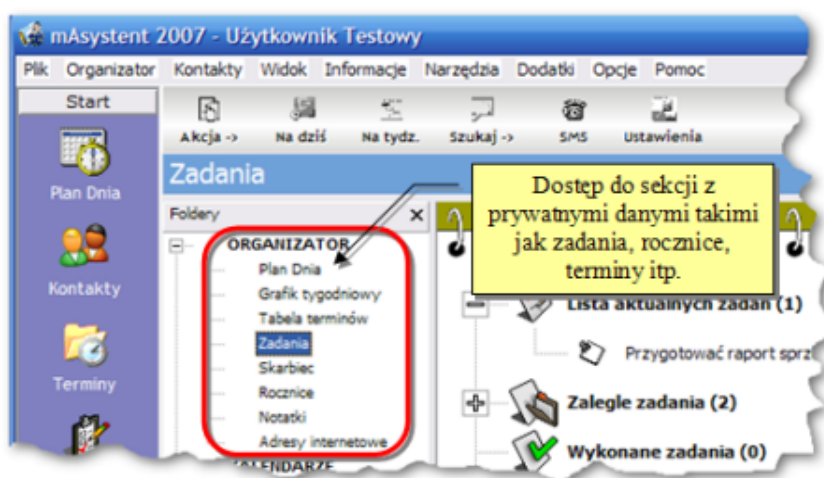 mAsystent 2007 - Użytkownik Testowy
Plik Organizator Kontakty Widok Informacje Narzędzia Dodatki Opcje Pomoc
Start
Akcja -> Na dziś Na tydz. Szukaj -> SMS Ustawienia
Plan Dnia
Kontakty
Terminy
Zadania
Foldery
ORGANIZATOR
Plan Dnia
Grafik tygodniowy
Tabela terminów
Zadania
Skarbiec
Rocznice
Notatki
Adresy internetowe
KALENDARZE
Dostęp do sekcji z
prywatnymi danymi takimi
jak zadania, rocznice,
terminy itp.
Lista aktualnych zadań (1)
Przygotować raport sprz
Zalegle zadania (2)
Wykonane zadania (0)